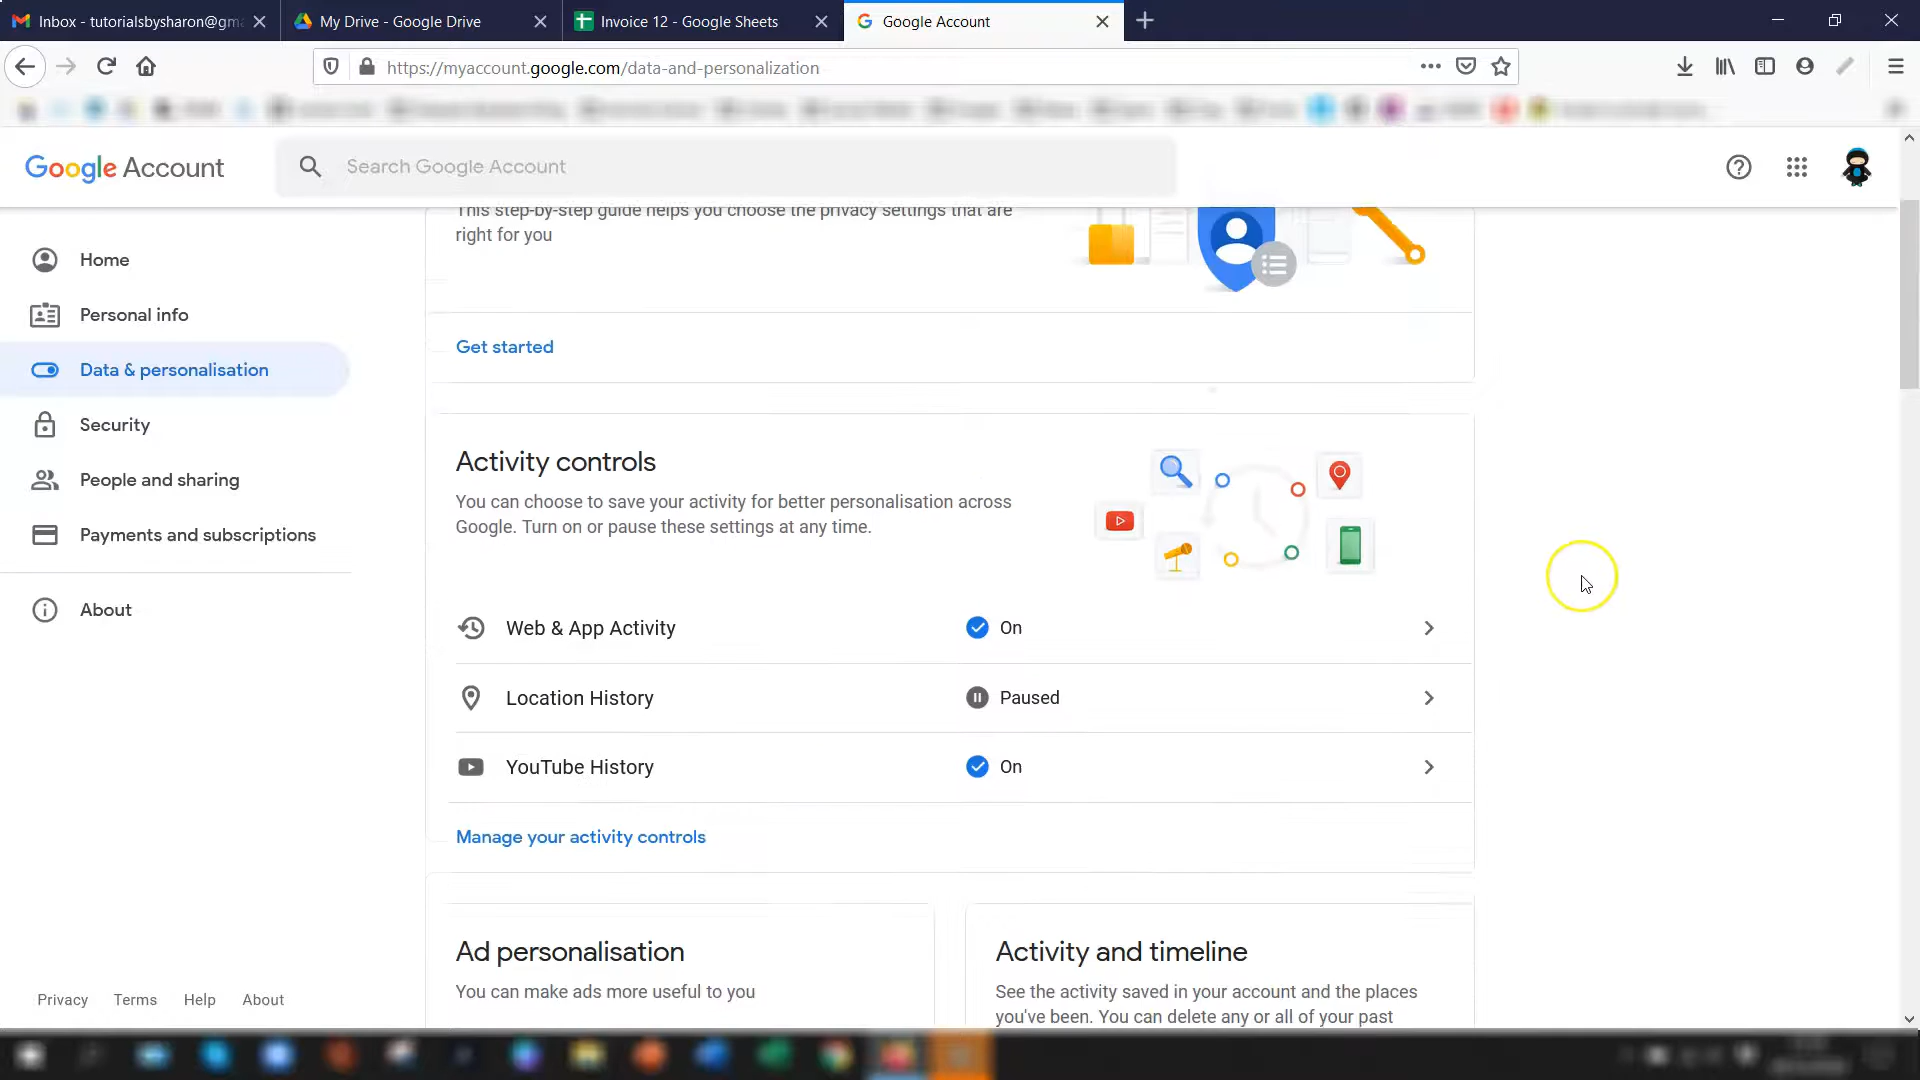 Inbox - tutorialsbysharon@gma
My Drive - Google Drive
Invoice 12 - Google Sheets
Google Account
https://myaccount.google.com/data-and-personalization
Google Account
Search Google Account
Home
Personal info
Data & personalisation
Security
People and sharing
Payments and subscriptions
About
This step-by-step guide helps you choose the privacy settings that are
right for you
Get started
Activity controls
You can choose to save your activity for better personalisation across
Google. Turn on or pause these settings at any time.
Web & App Activity
On
Location History
Paused
YouTube History
On
Manage your activity controls
Ad personalisation
You can make ads more useful to you
Activity and timeline
See the activity saved in your account and the places
you've been. You can delete any or all of your past
Privacy
Terms
Help
About